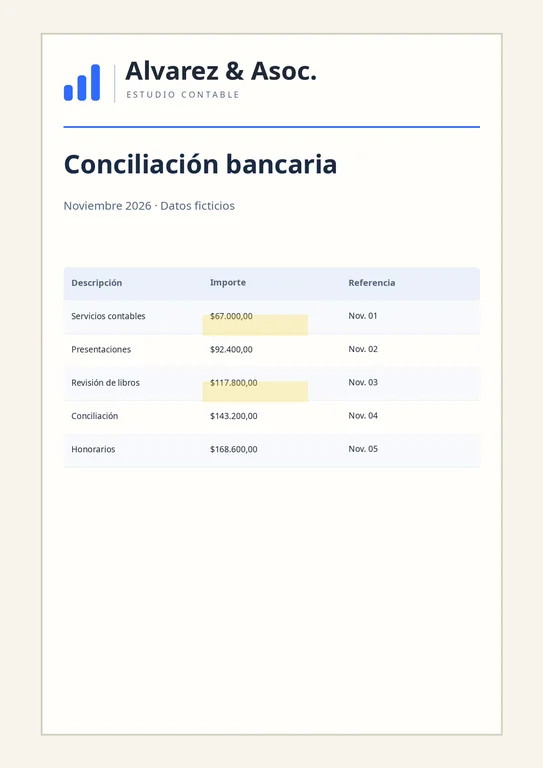 Alvarez & Asoc.
ESTUDIO CONTABLE
Conciliación bancaria
Noviembre 2026 · Datos ficticios
Descripción Importe Referencia
Servicios contables $67.000,00 Nov. 01
Presentaciones $92.400,00 Nov. 02
Revisión de libros $117.800,00 Nov. 03
Conciliación $143.200,00 Nov. 04
Honorarios $168.600,00 Nov. 05